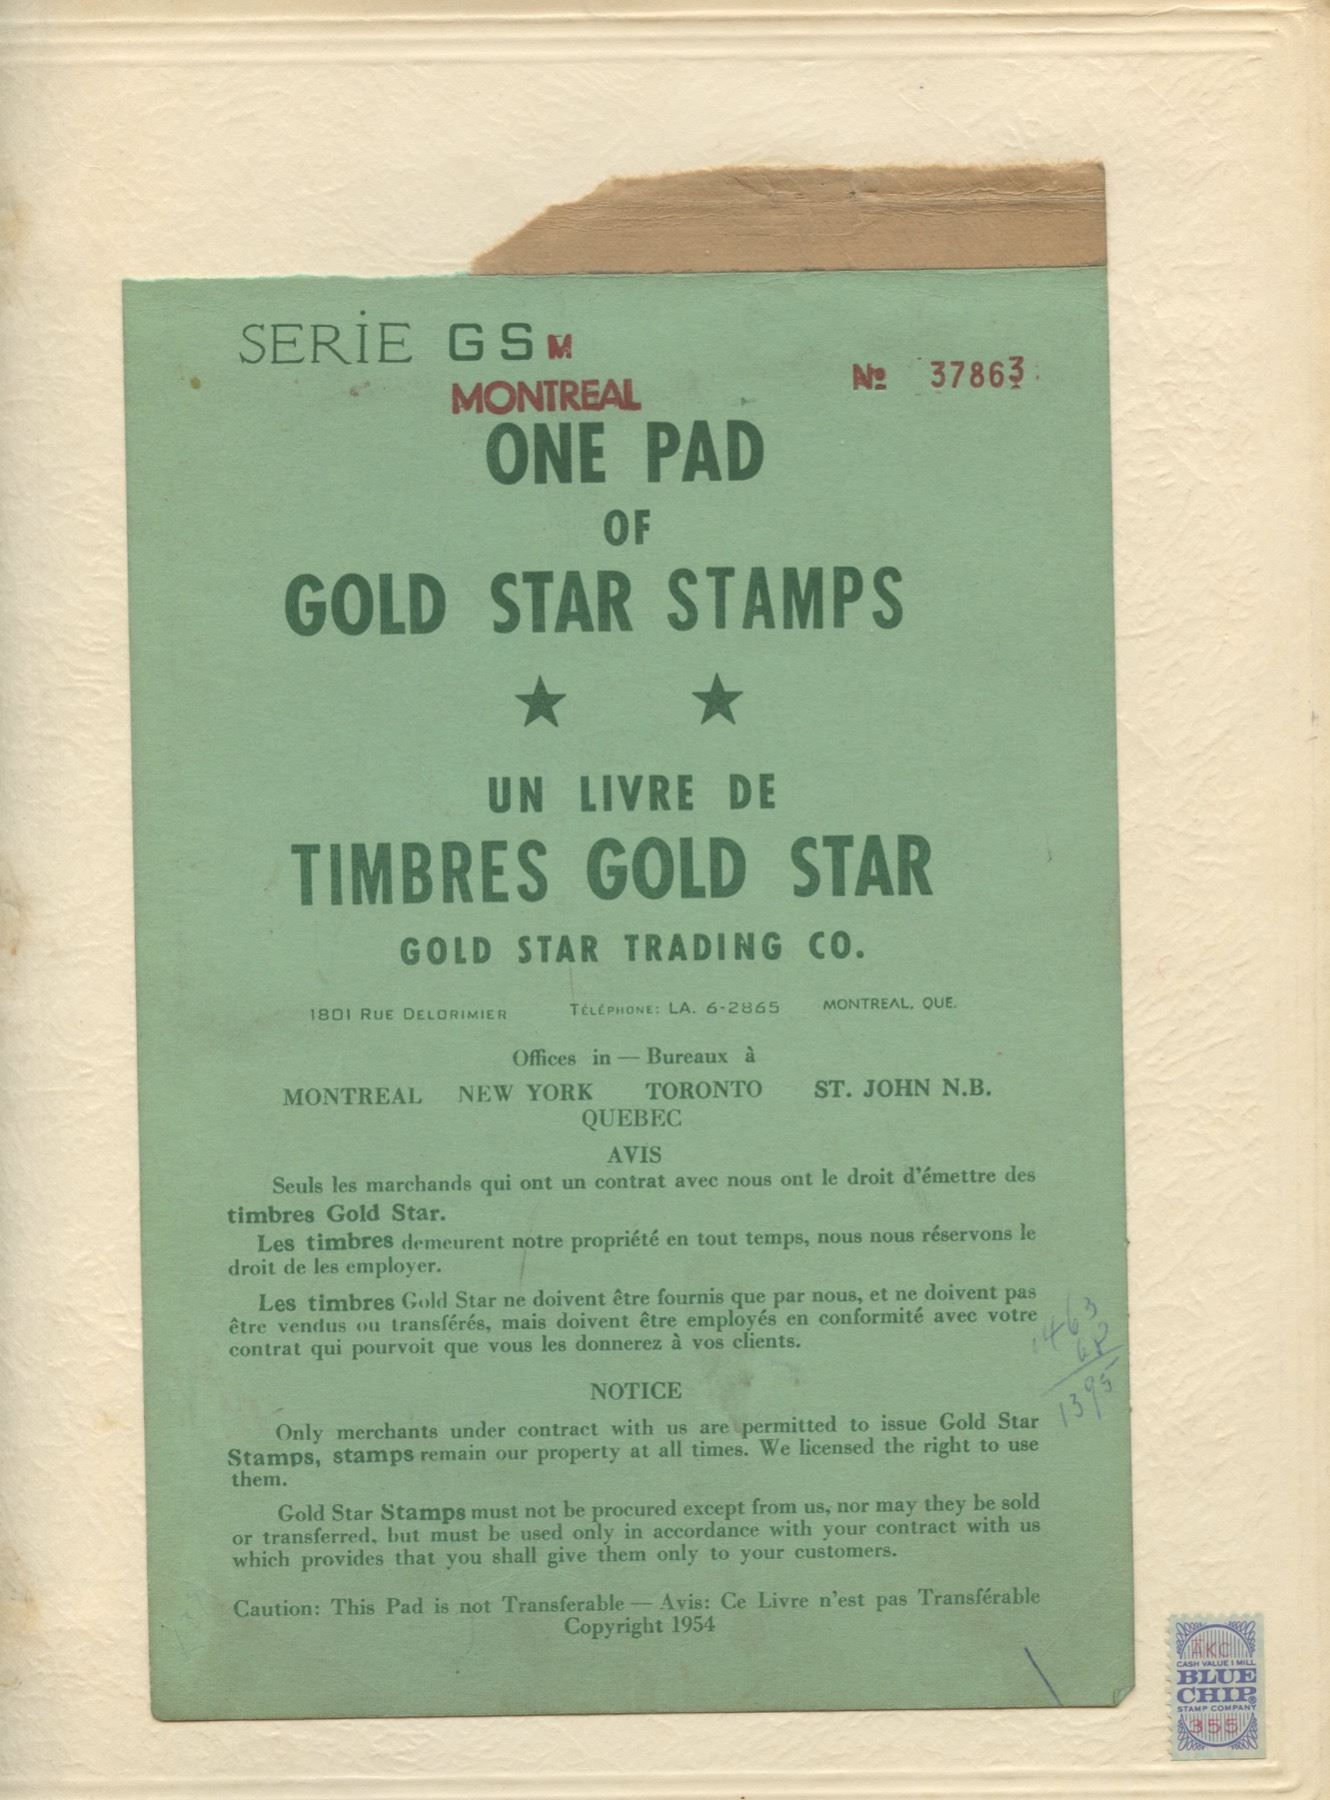 SERIE GS M
MONTREAL
№ 37863
ONE PAD
OF
GOLD STAR STAMPS
UN LIVRE DE
TIMBRES GOLD STAR
GOLD STAR TRADING CO.
1801 RUE DELORIMIER TÉLÉPHONE: LA. 6-2865 MONTREAL, QUE.
Offices in — Bureaux à
MONTREAL NEW YORK TORONTO ST. JOHN N.B.
QUEBEC
AVIS
Seuls les marchands qui ont un contrat avec nous ont le droit d'émettre des
timbres Gold Star.
Les timbres demeurent notre propriété en tout temps, nous nous réservons le
droit de les employer.
Les timbres Gold Star ne doivent être fournis que par nous, et ne doivent pas
être vendus ou transférés, mais doivent être employés en conformité avec votre
contrat qui pourvoit que vous les donnerez à vos clients.
1463
68
1395
NOTICE
Only merchants under contract with us are permitted to issue Gold Star
Stamps, stamps remain our property at all times. We licensed the right to use
them.
Gold Star Stamps must not be procured except from us, nor may they be sold
or transferred, but must be used only in accordance with your contract with us
which provides that you shall give them only to your customers.
Caution: This Pad is not Transferable — Avis: Ce Livre n'est pas Transférable
Copyright 1954
AKC
CASH VALUE 1 MILL
BLUE
CHIP®
STAMP COMPANY
355